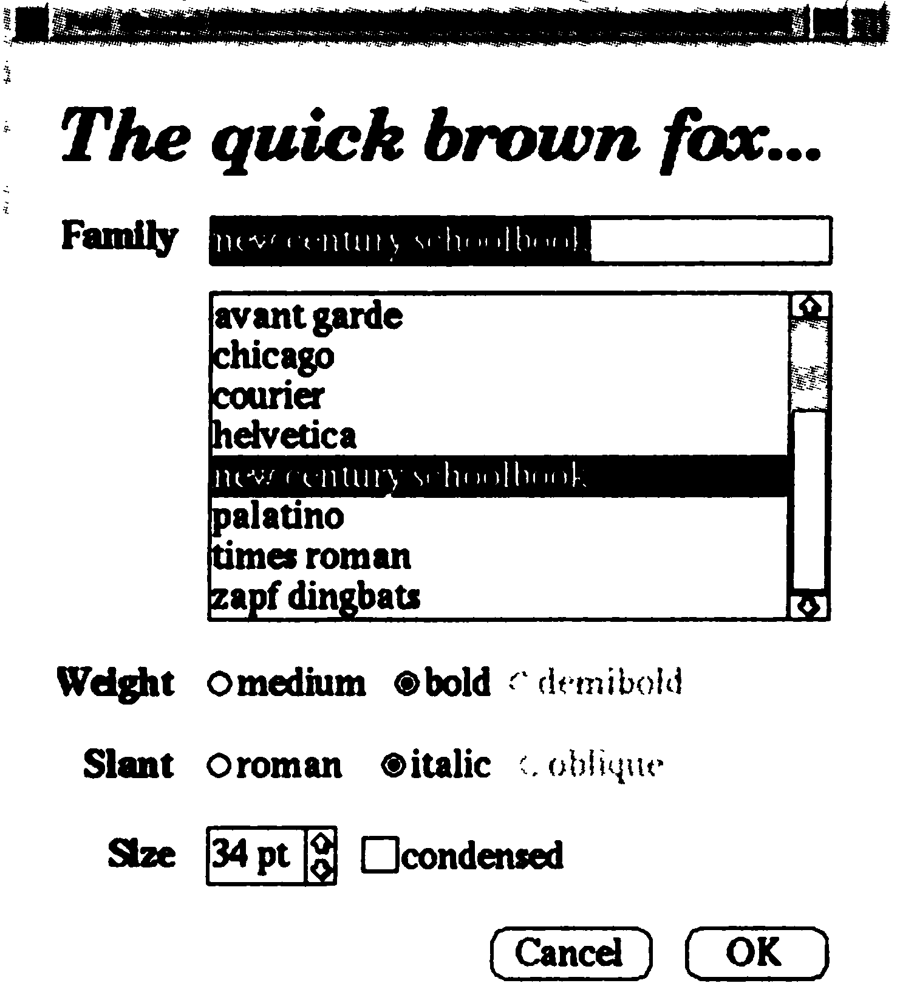 The quick brown fox...
Family new century schoolbook
avant garde
chicago
courier
helvetica
new century schoolbook
palatino
times roman
zapf dingbats
Weight medium bold demibold
Slant roman italic oblique
Size 34 pt condensed
Cancel OK